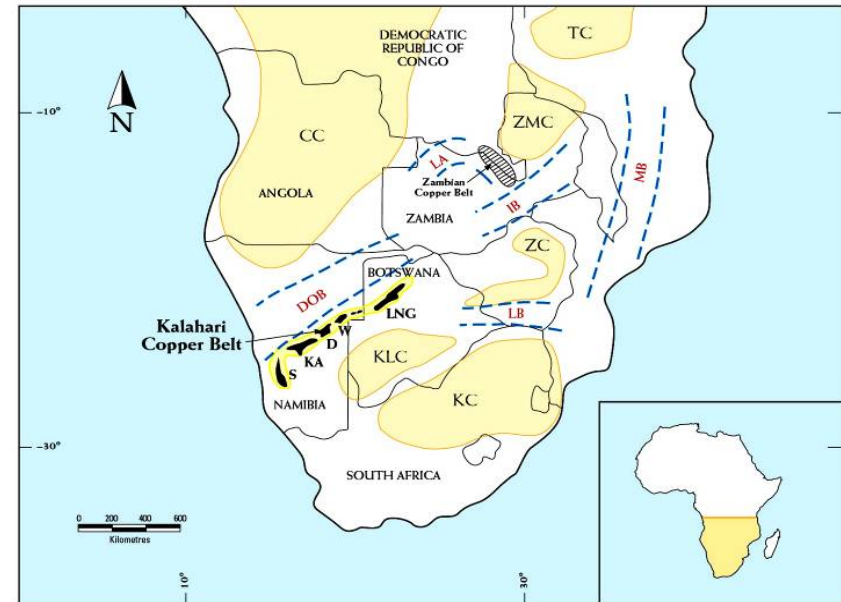 DEMOCRATIC
REPUBLIC OF
CONGO
TC
N
-10°
CC
ZMC
LA
MB
Zambian
Copper Belt
ANGOLA
IB
ZAMBIA
ZC
BOTSWANA
DOB
LNG
LB
Kalahari
Copper Belt
W
D
KA
KLC
S
KC
NAMIBIA
-30°
SOUTH AFRICA
0 200 400 600
Kilometres
10°
30°